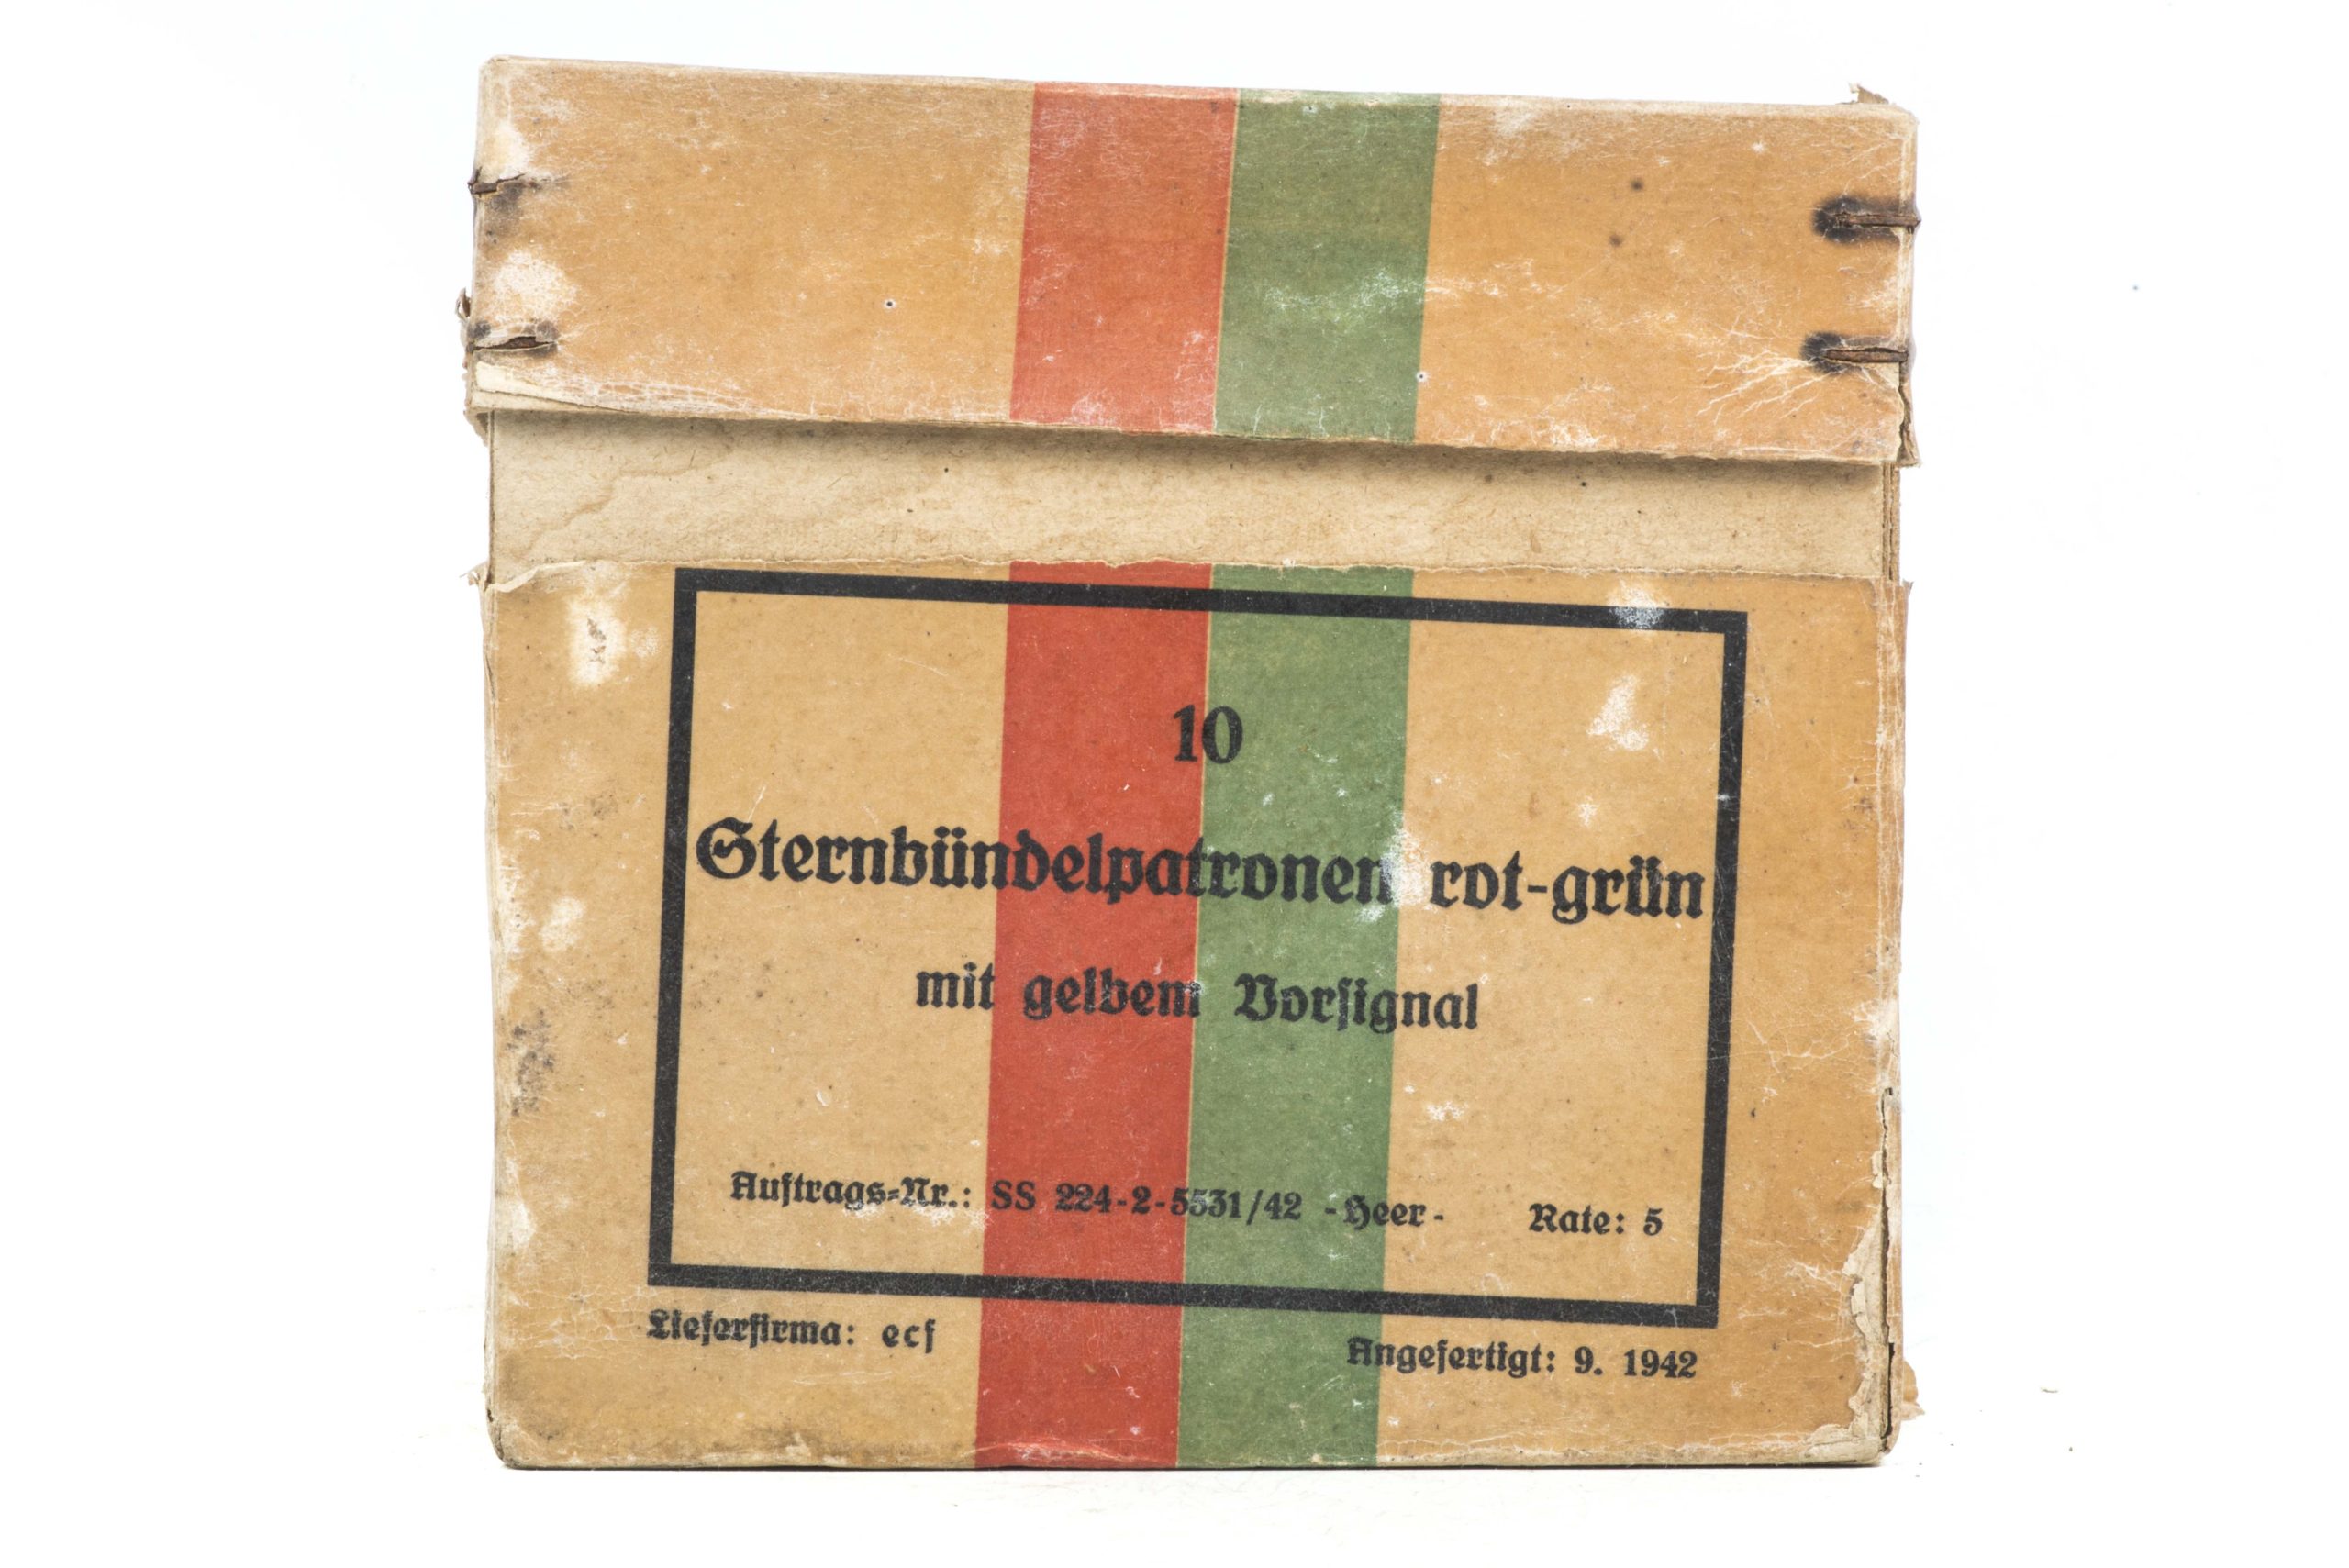 10
Sternbündelpatronen rot-grün
mit gelbem Vorsignal
Auftrags-Nr.: SS 224-2-5531/42 -Heer- Rate: 5
Lieferfirma: ecf
Angefertigt: 9. 1942